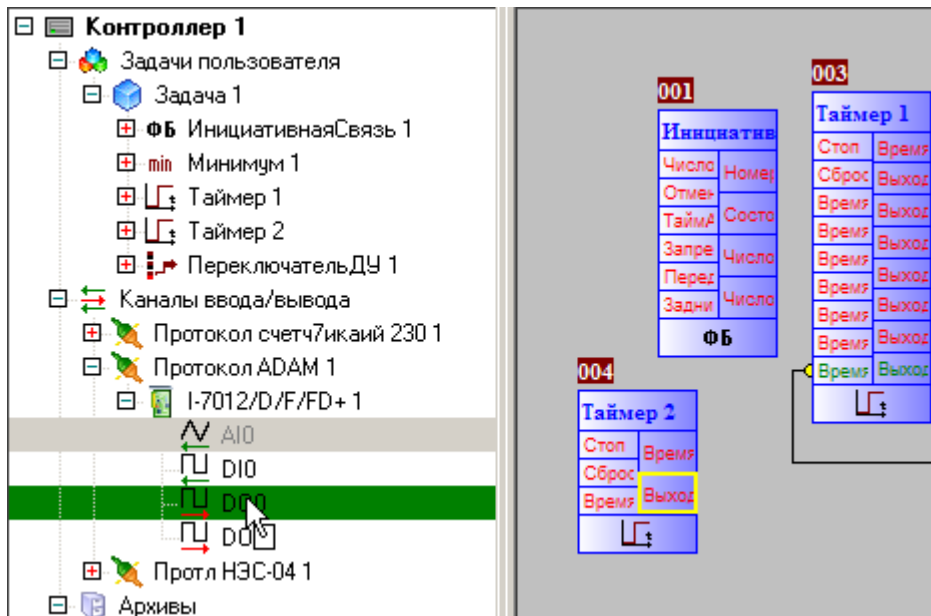 Контроллер 1
Задачи пользователя
Задача 1
ФБ ИнициативнаяСвязь 1
min Минимум 1
Таймер 1
Таймер 2
ПереключательДУ 1
Каналы ввода/вывода
Протокол счетч7икаий 230 1
Протокол ADAM 1
I-7012/D/F/FD+ 1
AI0
DI0
Протл НЭС-04 1
Архивы
001
Инициатив
Число Номер
Отмен
ТаймА Состо
Запре
Перед Число
Задни Число
ФБ
003
Таймер 1
Стоп Время
Сброс Выход
Время Выход
Время Выход
Время Выход
Время Выход
Время Выход
Время Выход
Время Выход
004
Таймер 2
Стоп Время
Сброс
Время Выход